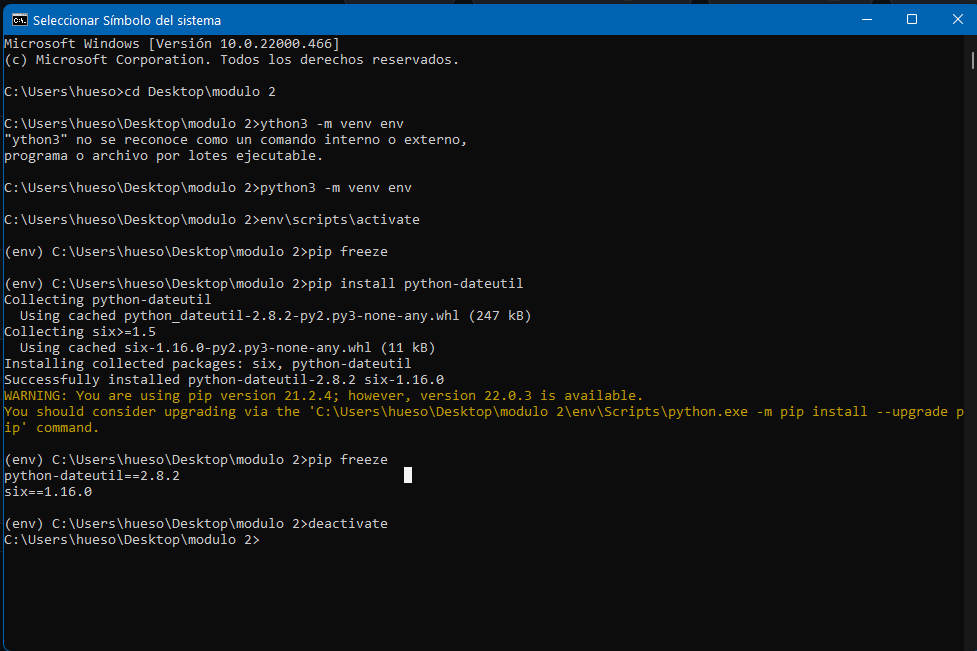 Seleccionar Símbolo del sistema
Microsoft Windows [Versión 10.0.22000.466]
(c) Microsoft Corporation. Todos los derechos reservados.
C:\Users\hueso>cd Desktop\modulo 2
C:\Users\hueso\Desktop\modulo 2>ython3 -m venv env
"ython3" no se reconoce como un comando interno o externo,
programa o archivo por lotes ejecutable.
C:\Users\hueso\Desktop\modulo 2>python3 -m venv env
C:\Users\hueso\Desktop\modulo 2>env\scripts\activate
(env) C:\Users\hueso\Desktop\modulo 2>pip freeze
(env) C:\Users\hueso\Desktop\modulo 2>pip install python-dateutil
Collecting python-dateutil
  Using cached python_dateutil-2.8.2-py2.py3-none-any.whl (247 kB)
Collecting six>=1.5
  Using cached six-1.16.0-py2.py3-none-any.whl (11 kB)
Installing collected packages: six, python-dateutil
Successfully installed python-dateutil-2.8.2 six-1.16.0
WARNING: You are using pip version 21.2.4; however, version 22.0.3 is available.
You should consider upgrading via the 'C:\Users\hueso\Desktop\modulo 2\env\Scripts\python.exe -m pip install --upgrade p
ip' command.
(env) C:\Users\hueso\Desktop\modulo 2>pip freeze
python-dateutil==2.8.2
six==1.16.0
(env) C:\Users\hueso\Desktop\modulo 2>deactivate
C:\Users\hueso\Desktop\modulo 2>